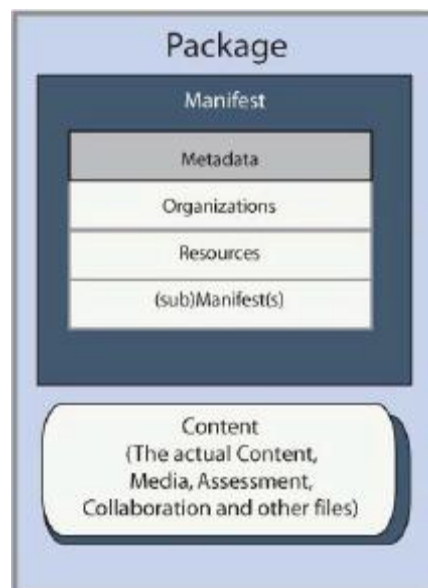 Package
Manifest
Metadata
Organizations
Resources
(sub)Manifest(s)
Content
(The actual Content,
Media, Assessment,
Collaboration and other files)